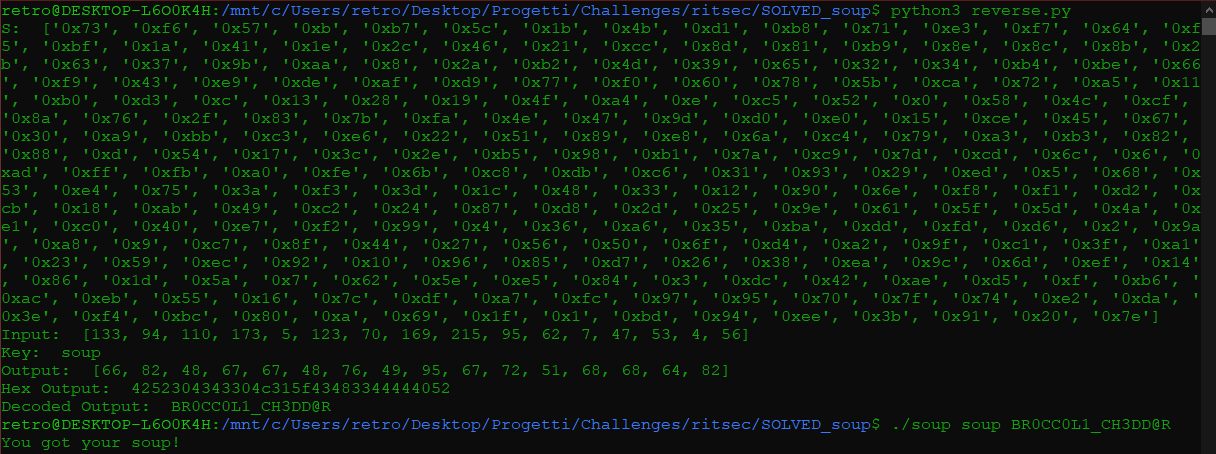 retro@DESKTOP-L6O0K4H:/mnt/c/Users/retro/Desktop/Progetti/Challenges/ritsec/SOLVED_soup$ python3 reverse.py
S:  ['0x73', '0xf6', '0x57', '0xb', '0xb7', '0x5c', '0x1b', '0x4b', '0xd1', '0xb8', '0x71', '0xe3', '0xf7', '0x64', '0xf
5', '0xbf', '0x1a', '0x41', '0x1e', '0x2c', '0x46', '0x21', '0xcc', '0x8d', '0x81', '0xb9', '0x8e', '0x8c', '0x8b', '0x2
b', '0x63', '0x37', '0x9b', '0xaa', '0x8', '0x2a', '0xb2', '0x4d', '0x39', '0x65', '0x32', '0x34', '0xb4', '0xbe', '0x66
', '0xf9', '0x43', '0xe9', '0xde', '0xaf', '0xd9', '0x77', '0xf0', '0x60', '0x78', '0x5b', '0xca', '0x72', '0xa5', '0x11
', '0xb0', '0xd3', '0xc', '0x13', '0x28', '0x19', '0x4f', '0xa4', '0xe', '0xc5', '0x52', '0x0', '0x58', '0x4c', '0xcf',
'0x8a', '0x76', '0x2f', '0x83', '0x7b', '0xfa', '0x4e', '0x47', '0x9d', '0xd0', '0xe0', '0x15', '0xce', '0x45', '0x67',
'0x30', '0xa9', '0xbb', '0xc3', '0xe6', '0x22', '0x51', '0x89', '0xe8', '0x6a', '0xc4', '0x79', '0xa3', '0xb3', '0x82',
'0x88', '0xd', '0x54', '0x17', '0x3c', '0x2e', '0xb5', '0x98', '0xb1', '0x7a', '0xc9', '0x7d', '0xcd', '0x6c', '0x6', '0
xad', '0xff', '0xfb', '0xa0', '0xfe', '0x6b', '0xc8', '0xdb', '0xc6', '0x31', '0x93', '0x29', '0xed', '0x5', '0x68', '0x
53', '0xe4', '0x75', '0x3a', '0xf3', '0x3d', '0x1c', '0x48', '0x33', '0x12', '0x90', '0x6e', '0xf8', '0xf1', '0xd2', '0x
cb', '0x18', '0xab', '0x49', '0xc2', '0x24', '0x87', '0xd8', '0x2d', '0x25', '0x9e', '0x61', '0x5f', '0x5d', '0x4a', '0x
e1', '0xc0', '0x40', '0xe7', '0xf2', '0x99', '0x4', '0x36', '0xa6', '0x35', '0xba', '0xdd', '0xfd', '0xd6', '0x2', '0x9a
', '0xa8', '0x9', '0xc7', '0x8f', '0x44', '0x27', '0x56', '0x50', '0x6f', '0xd4', '0xa2', '0x9f', '0xc1', '0x3f', '0xa1'
, '0x23', '0x59', '0xec', '0x92', '0x10', '0x96', '0x85', '0xd7', '0x26', '0x38', '0xea', '0x9c', '0x6d', '0xef', '0x14'
, '0x86', '0x1d', '0x5a', '0x7', '0x62', '0x5e', '0xe5', '0x84', '0x3', '0xdc', '0x42', '0xae', '0xd5', '0xf', '0xb6', '
0xac', '0xeb', '0x55', '0x16', '0x7c', '0xdf', '0xa7', '0xfc', '0x97', '0x95', '0x70', '0x7f', '0x74', '0xe2', '0xda', '
0x3e', '0xf4', '0xbc', '0x80', '0xa', '0x69', '0x1f', '0x1', '0xbd', '0x94', '0xee', '0x3b', '0x91', '0x20', '0x7e']
Input:  [133, 94, 110, 173, 5, 123, 70, 169, 215, 95, 62, 7, 47, 53, 4, 56]
Key:  soup
Output:  [66, 82, 48, 67, 67, 48, 76, 49, 95, 67, 72, 51, 68, 68, 64, 82]
Hex Output:  4252304343304c315f43483344444052
Decoded Output:  BR0CC0L1_CH3DD@R
retro@DESKTOP-L6O0K4H:/mnt/c/Users/retro/Desktop/Progetti/Challenges/ritsec/SOLVED_soup$ ./soup soup BR0CC0L1_CH3DD@R
You got your soup!